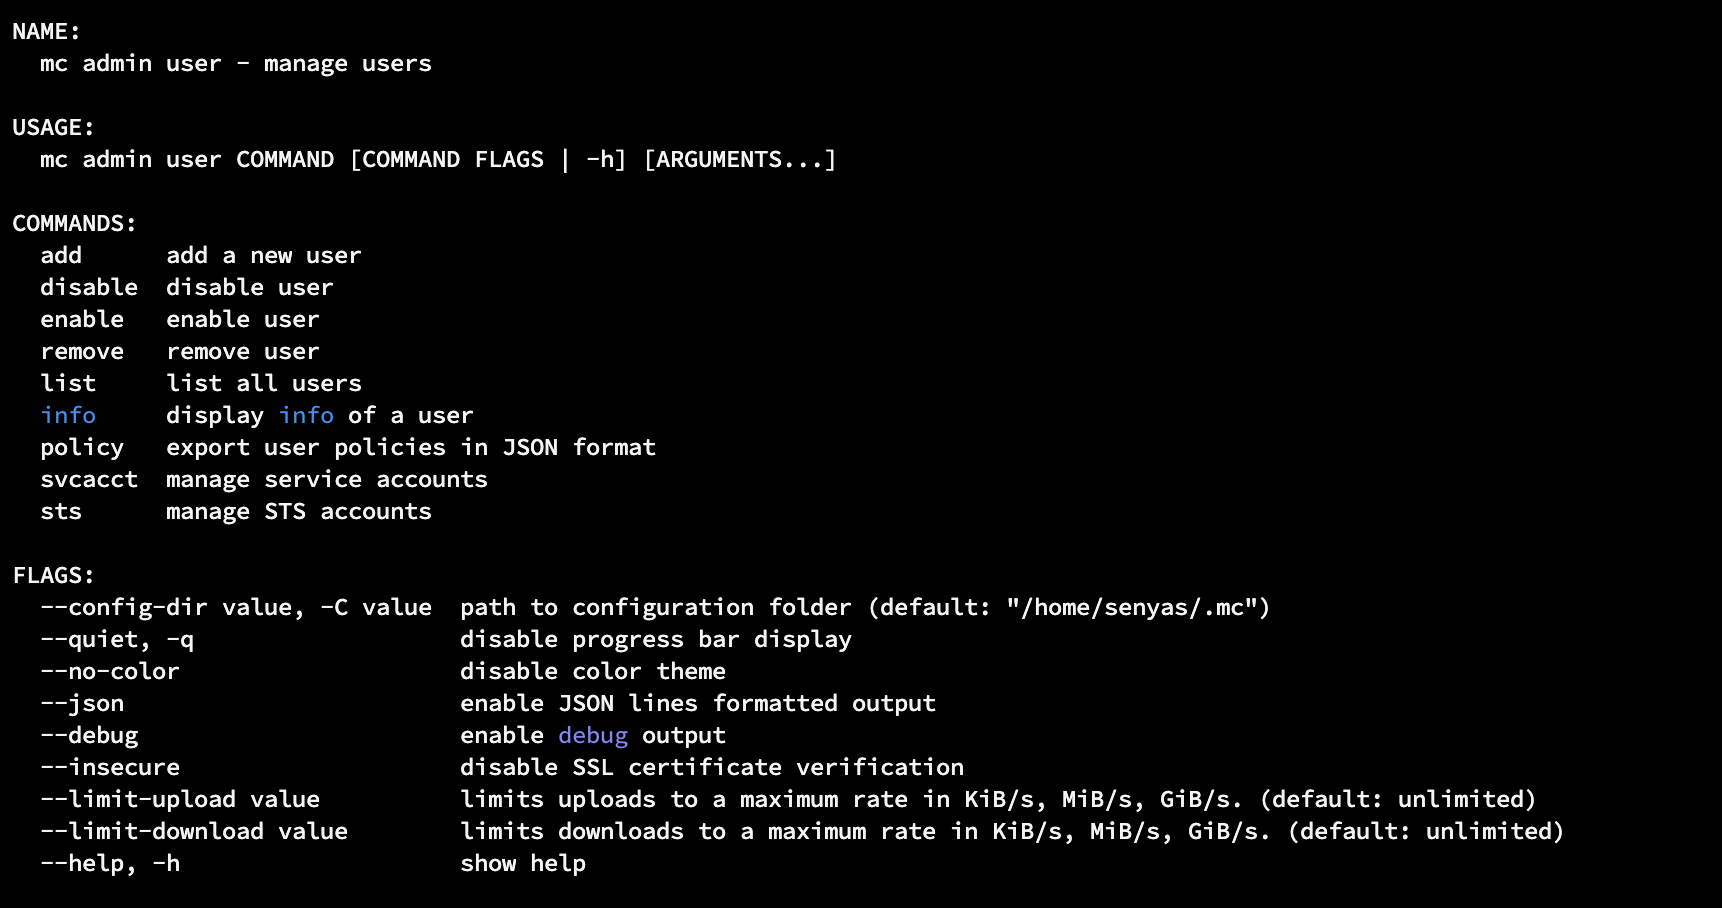 NAME:
  mc admin user - manage users

USAGE:
  mc admin user COMMAND [COMMAND FLAGS | -h] [ARGUMENTS...]

COMMANDS:
  add      add a new user
  disable  disable user
  enable   enable user
  remove   remove user
  list     list all users
  info     display info of a user
  policy   export user policies in JSON format
  svcacct  manage service accounts
  sts      manage STS accounts

FLAGS:
  --config-dir value, -C value  path to configuration folder (default: "/home/senyas/.mc")
  --quiet, -q                   disable progress bar display
  --no-color                    disable color theme
  --json                        enable JSON lines formatted output
  --debug                       enable debug output
  --insecure                    disable SSL certificate verification
  --limit-upload value          limits uploads to a maximum rate in KiB/s, MiB/s, GiB/s. (default: unlimited)
  --limit-download value        limits downloads to a maximum rate in KiB/s, MiB/s, GiB/s. (default: unlimited)
  --help, -h                    show help